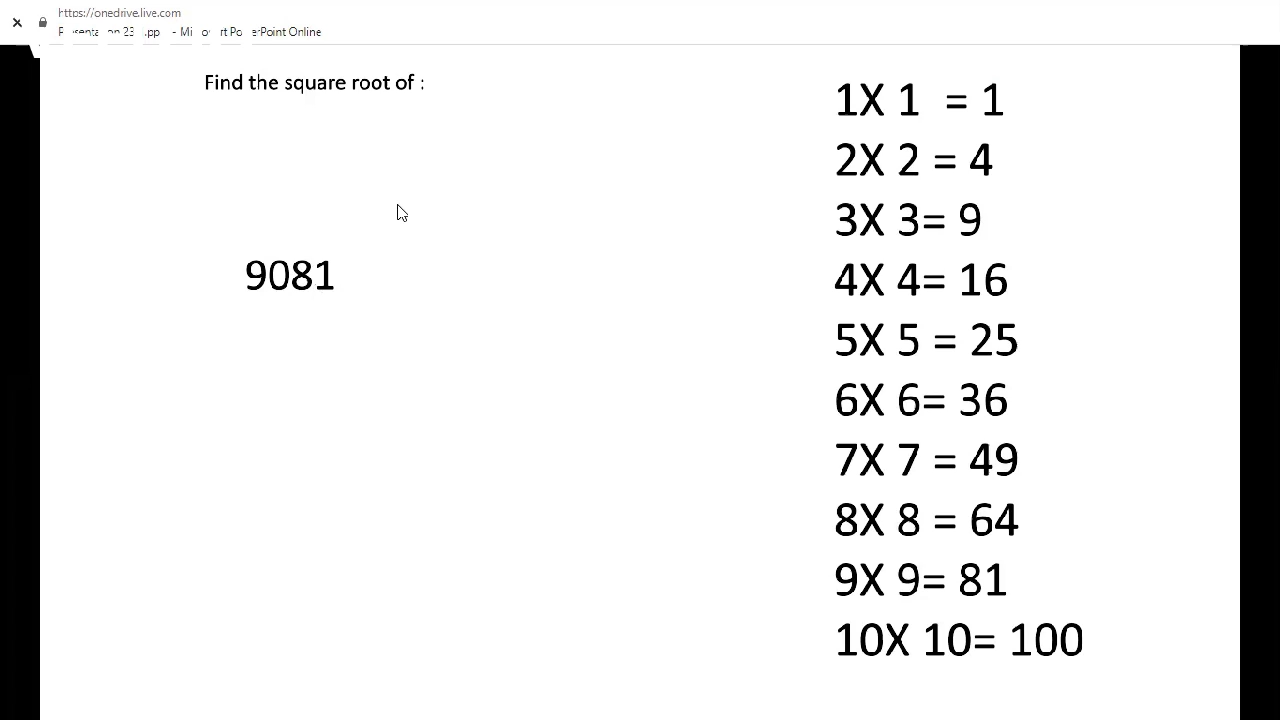 https://onedrive.live.com
PowerPoint Online
Find the square root of :
9081
1X 1 = 1
2X 2 = 4
3X 3= 9
4X 4= 16
5X 5 = 25
6X 6= 36
7X 7 = 49
8X 8 = 64
9X 9= 81
10X 10= 100